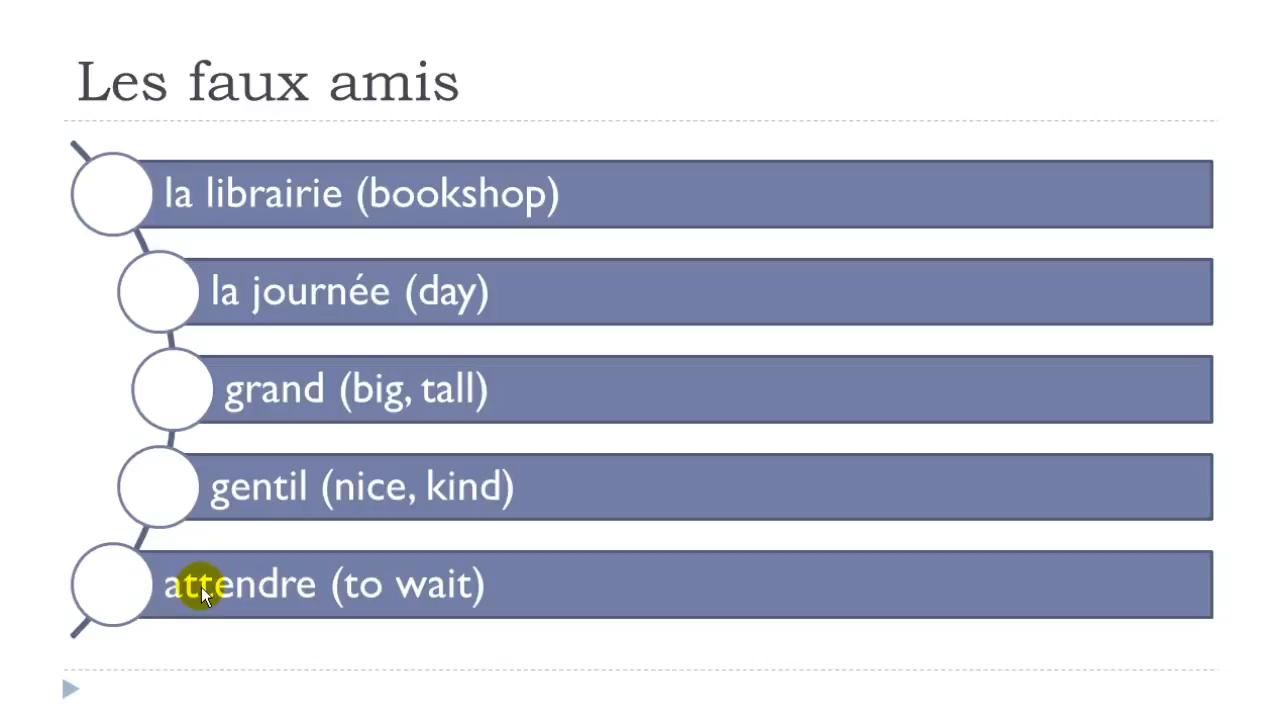 Les faux amis
la librairie (bookshop)
la journée (day)
grand (big, tall)
gentil (nice, kind)
attendre (to wait)